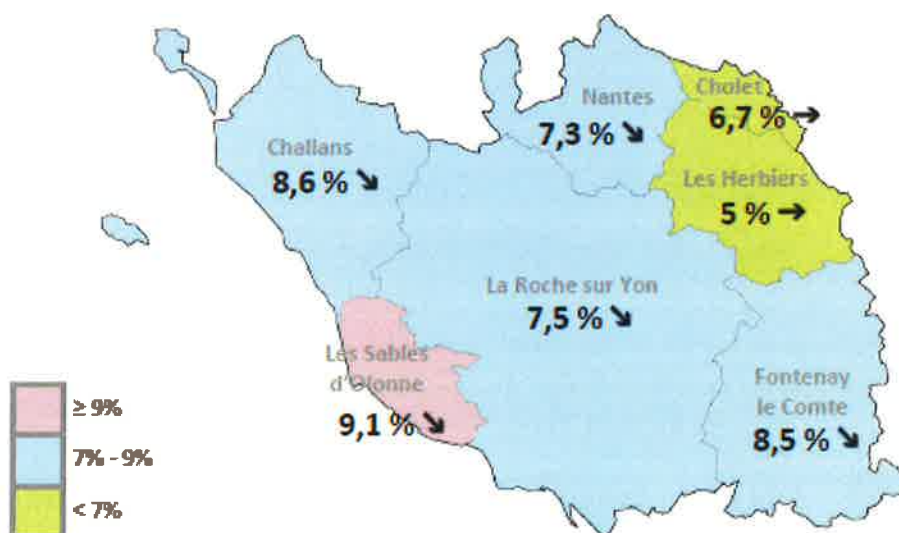 Cholet
6,7 % →
Nantes
7,3 % ↘
Challans
8,6 % ↘
Les Herbiers
5 % →
La Roche sur Yon
7,5 % ↘
Les Sables
d'Olonne
9,1 % ↘
Fontenay
le Comte
8,5 % ↘
≥ 9%
7% - 9%
< 7%